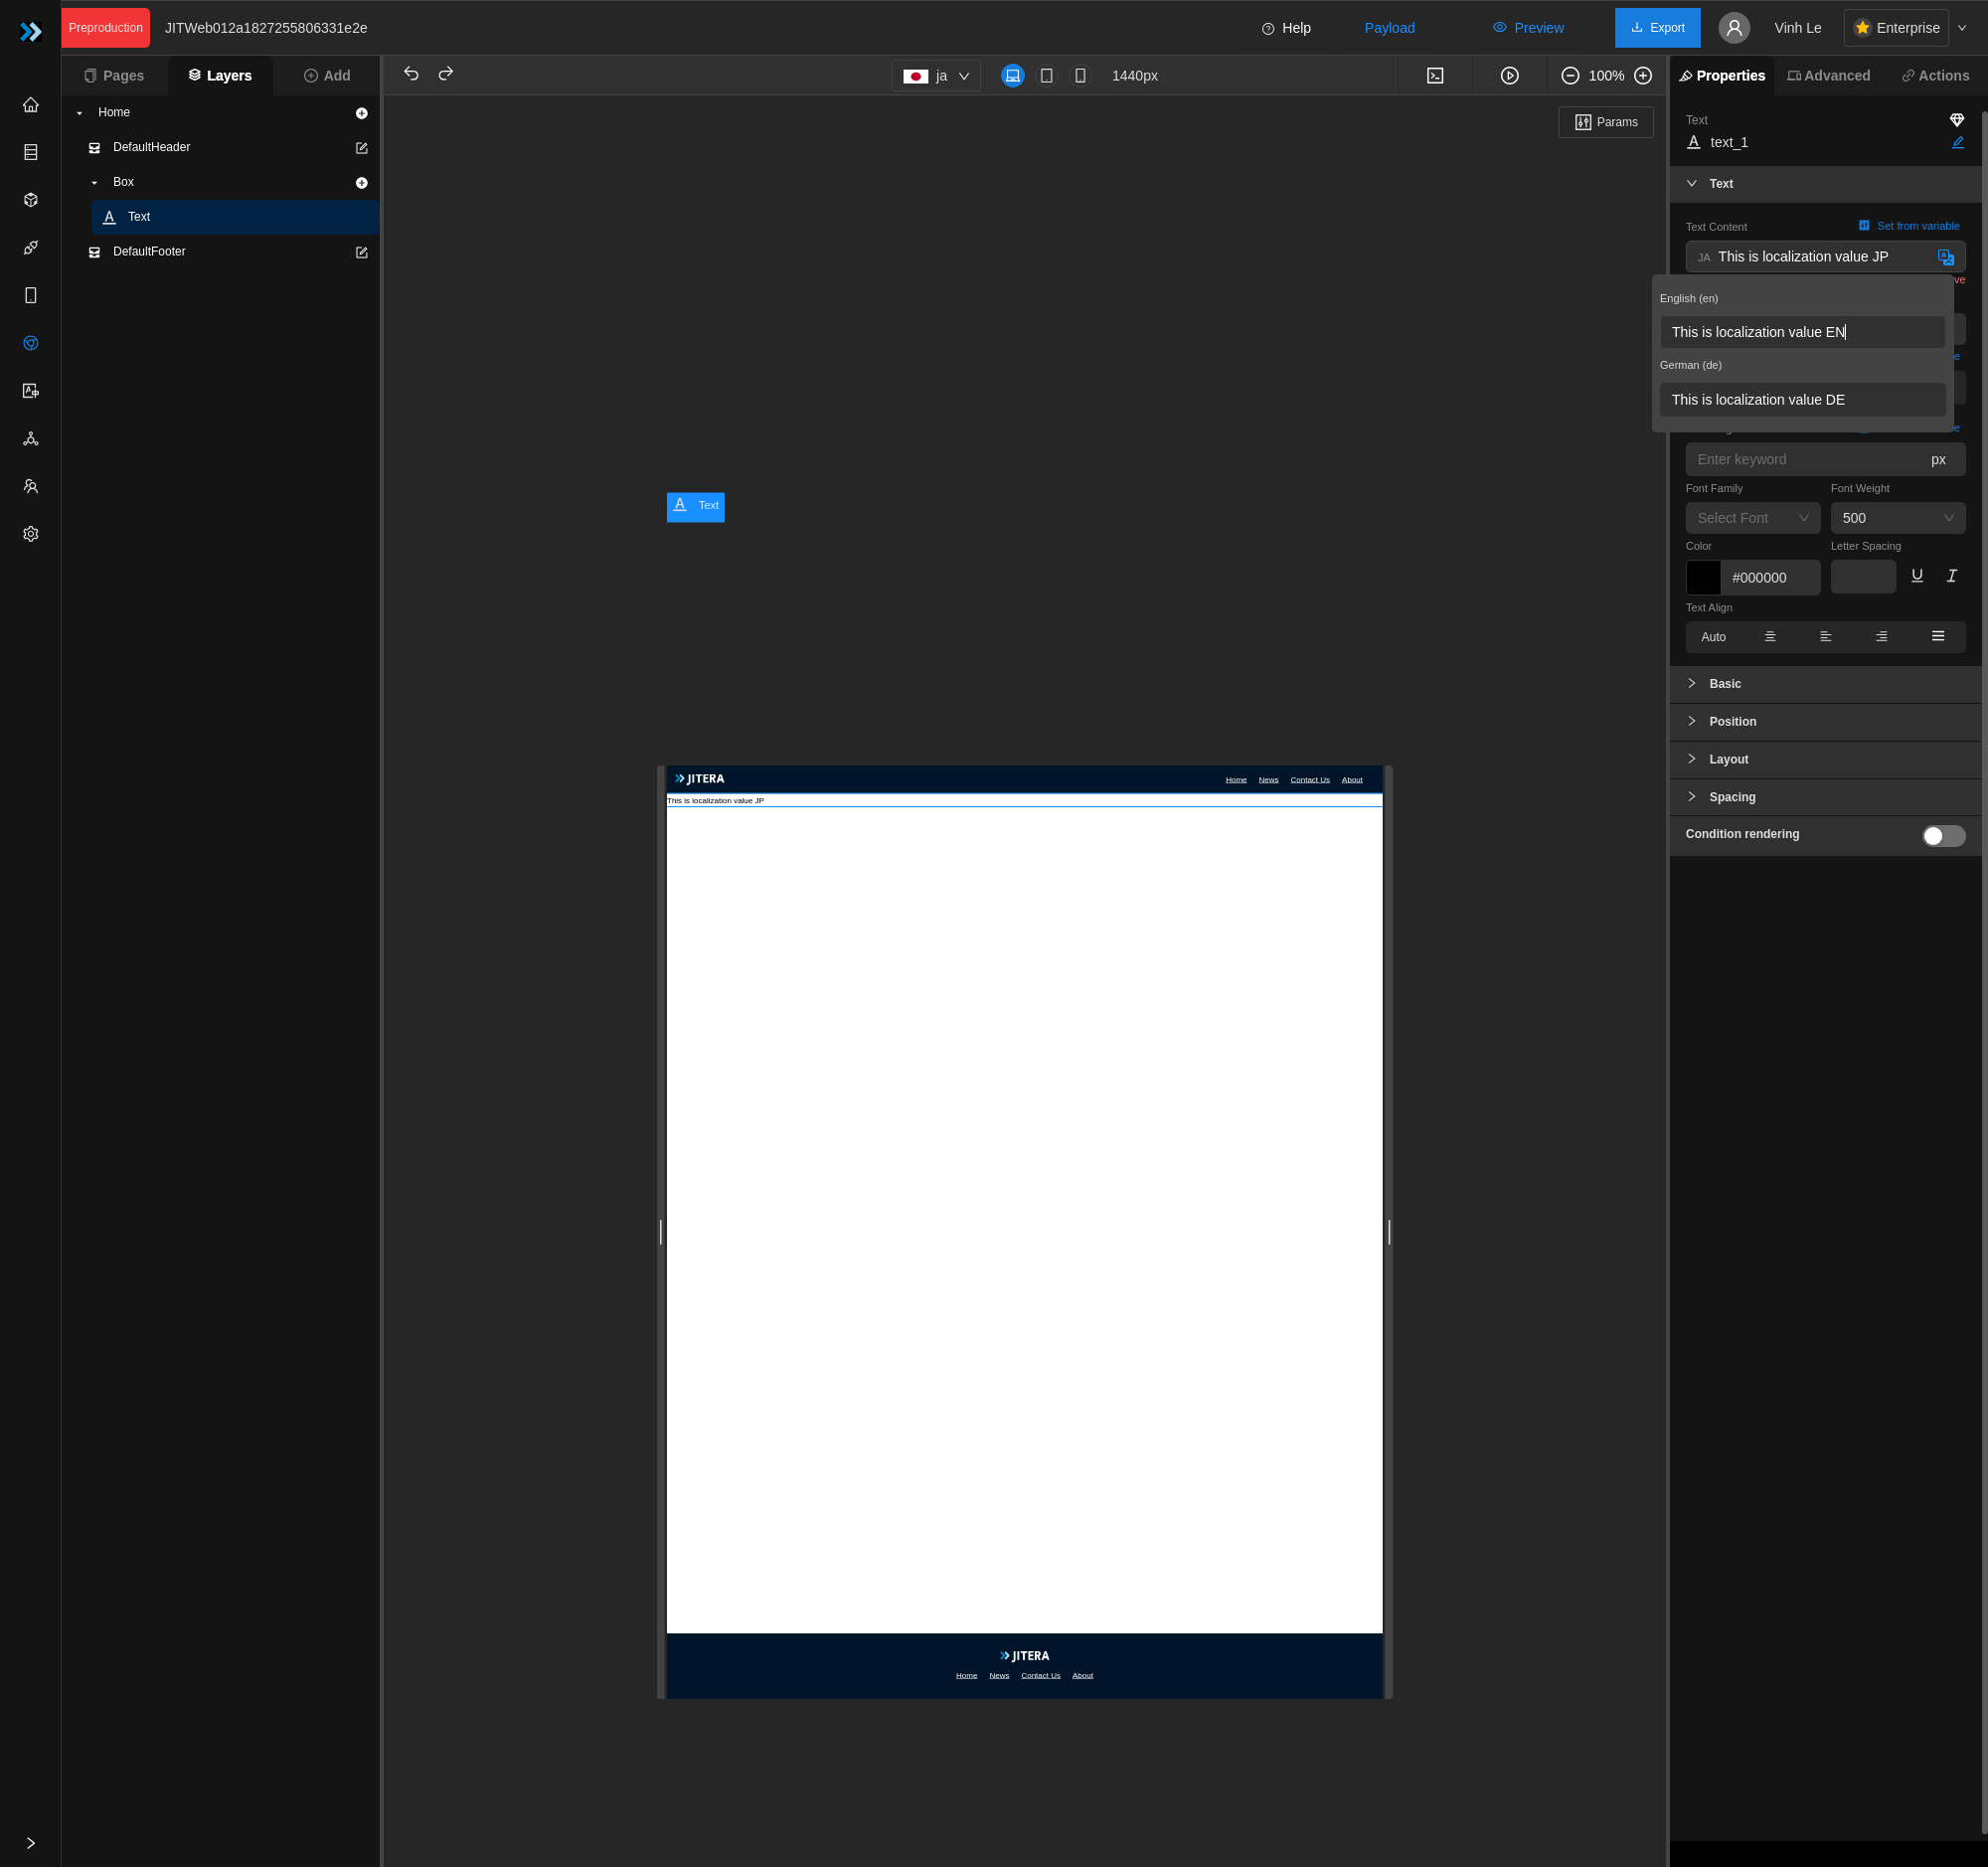 Preproduction JITWeb012a1827255806331e2e Help Payload Preview Export Vinh Le Enterprise
Pages Layers Add ja 1440px 100% Properties Advanced Actions
Home
DefaultHeader
Box
Text
DefaultFooter
Params
Text
JITERA Home News Contact Us About
This is localization value JP
JITERA
Home News Contact Us About
Text
text_1
Text
Text Content Set from variable
JA This is localization value JP
ve
English (en)
This is localization value EN
e
German (de)
This is localization value DE
e
Enter keyword px
Font Family Font Weight
Select Font 500
Color Letter Spacing
#000000
Text Align
Auto
Basic
Position
Layout
Spacing
Condition rendering